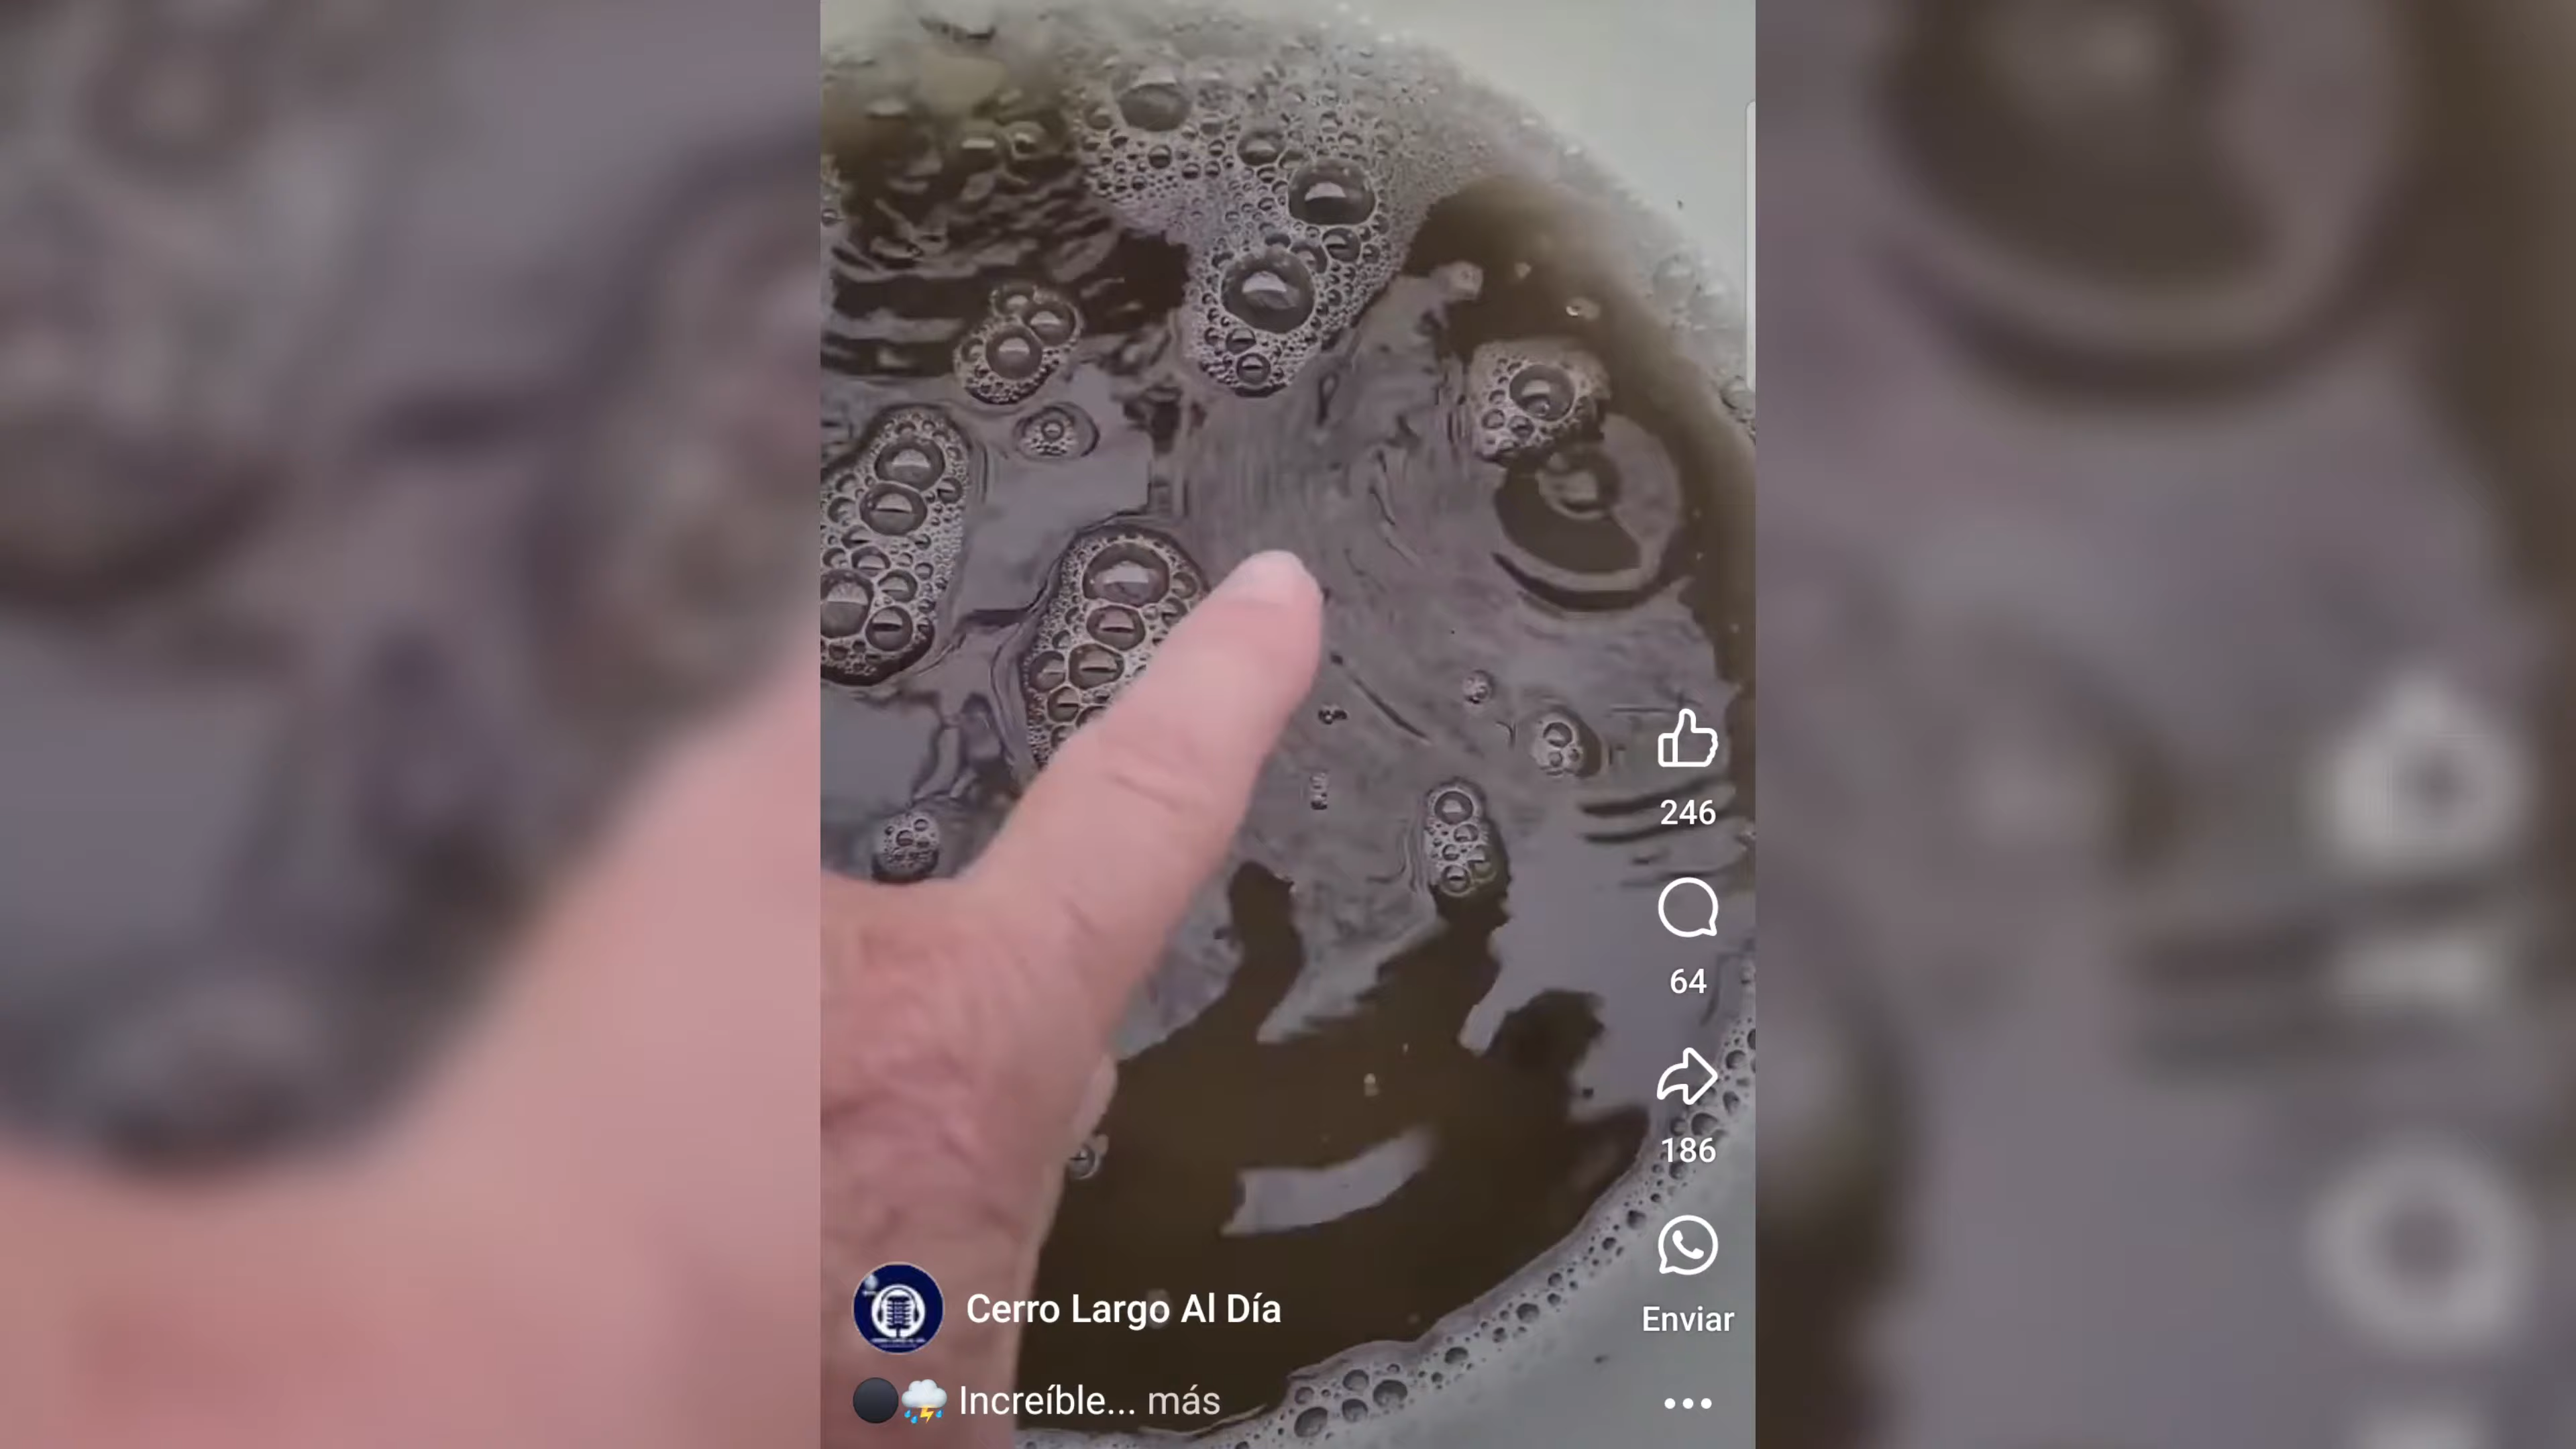 246
64
186
Enviar
Cerro Largo Al Día
⚫⛈️ Increíble... más